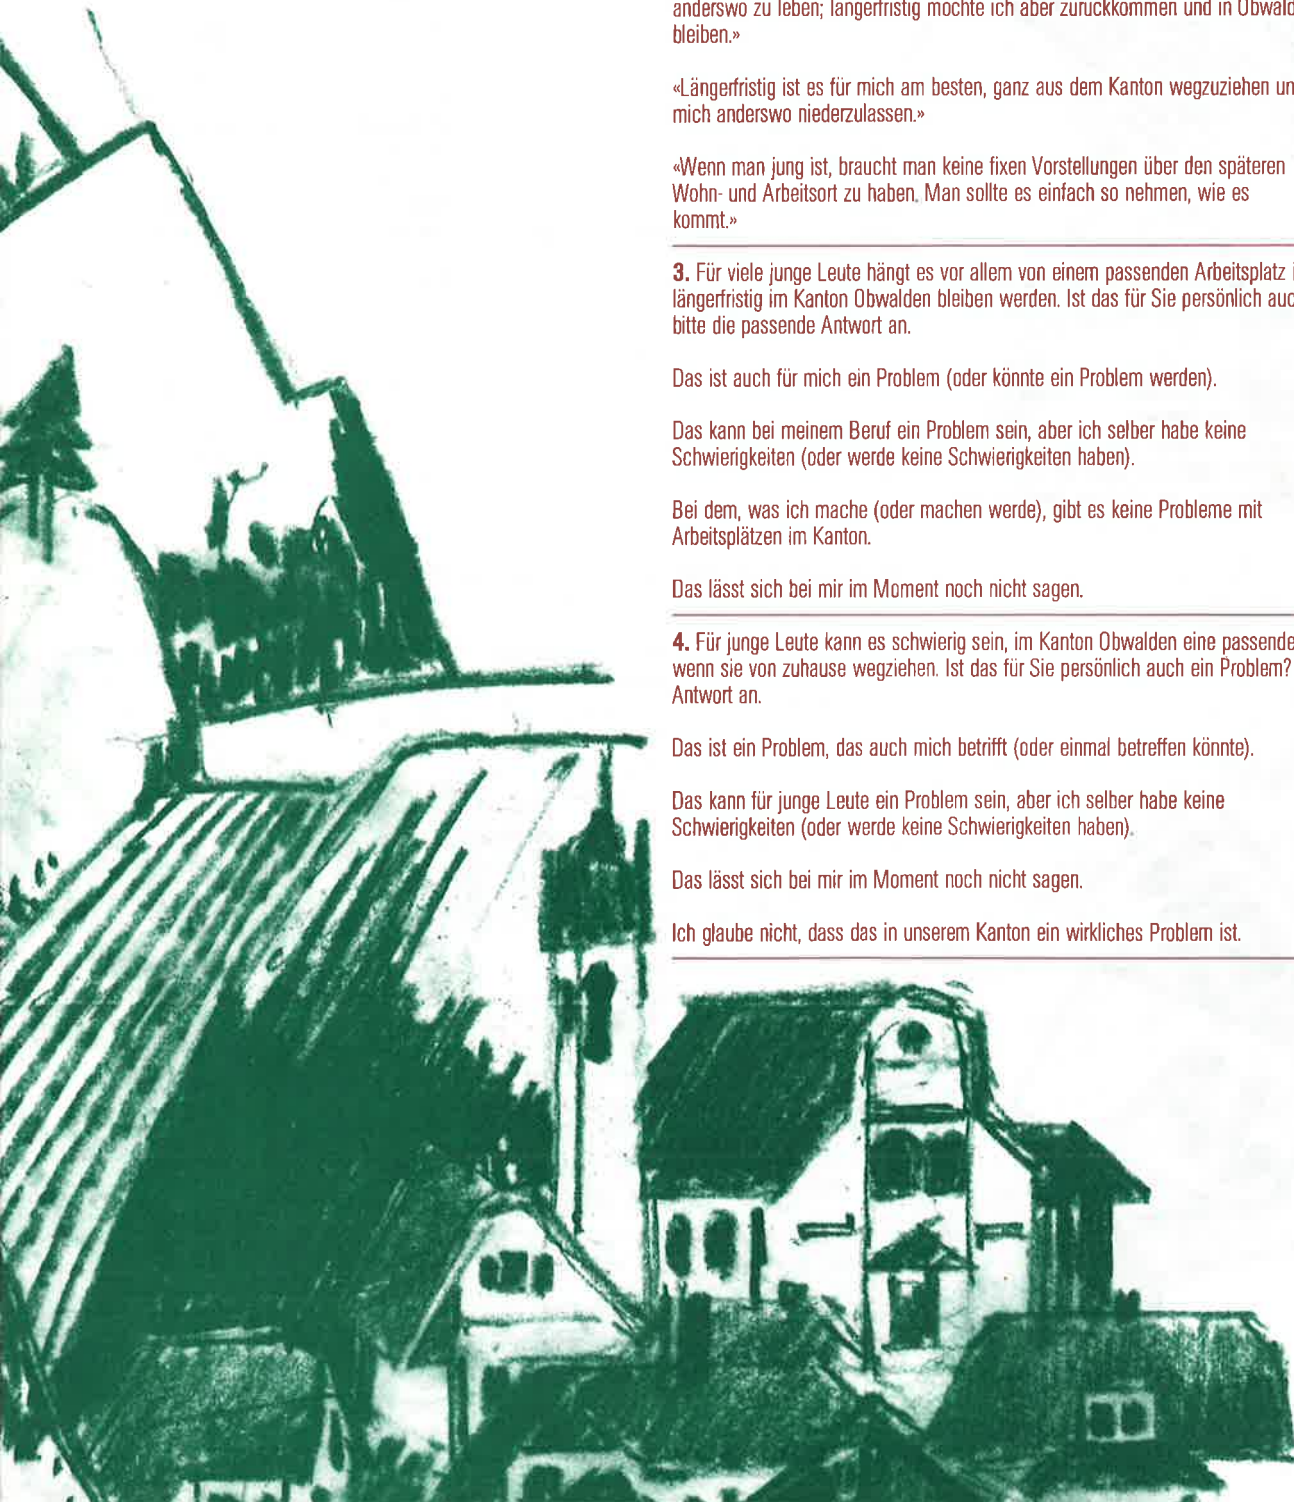 anderswo zu leben; längerfristig möchte ich aber zurückkommen und in Obwald
bleiben.»
«Längerfristig ist es für mich am besten, ganz aus dem Kanton wegzuziehen un
mich anderswo niederzulassen.»
«Wenn man jung ist, braucht man keine fixen Vorstellungen über den späteren
Wohn- und Arbeitsort zu haben. Man sollte es einfach so nehmen, wie es
kommt.»
3. Für viele junge Leute hängt es vor allem von einem passenden Arbeitsplatz
längerfristig im Kanton Obwalden bleiben werden. Ist das für Sie persönlich auc
bitte die passende Antwort an.
Das ist auch für mich ein Problem (oder könnte ein Problem werden).
Das kann bei meinem Beruf ein Problem sein, aber ich selber habe keine
Schwierigkeiten (oder werde keine Schwierigkeiten haben).
Bei dem, was ich mache (oder machen werde), gibt es keine Probleme mit
Arbeitsplätzen im Kanton.
Das lässt sich bei mir im Moment noch nicht sagen.
4. Für junge Leute kann es schwierig sein, im Kanton Obwalden eine passende
wenn sie von zuhause wegziehen. Ist das für Sie persönlich auch ein Problem?
Antwort an.
Das ist ein Problem, das auch mich betrifft (oder einmal betreffen könnte).
Das kann für junge Leute ein Problem sein, aber ich selber habe keine
Schwierigkeiten (oder werde keine Schwierigkeiten haben).
Das lässt sich bei mir im Moment noch nicht sagen.
Ich glaube nicht, dass das in unserem Kanton ein wirkliches Problem ist.